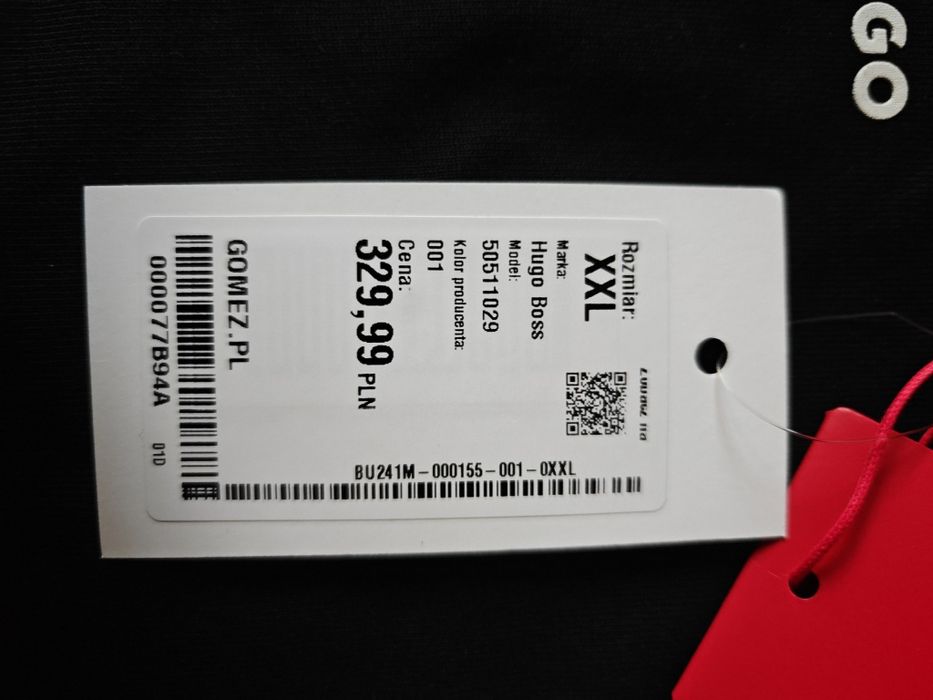 GO
Rozmiar:
XXL
Marka:
Hugo Boss
Model:
50511029
Kolor producenta:
001
Cena:
329,99 PLN
GOMEZ.PL
000077B94A
01D
BU241M-000155-001-0XXL